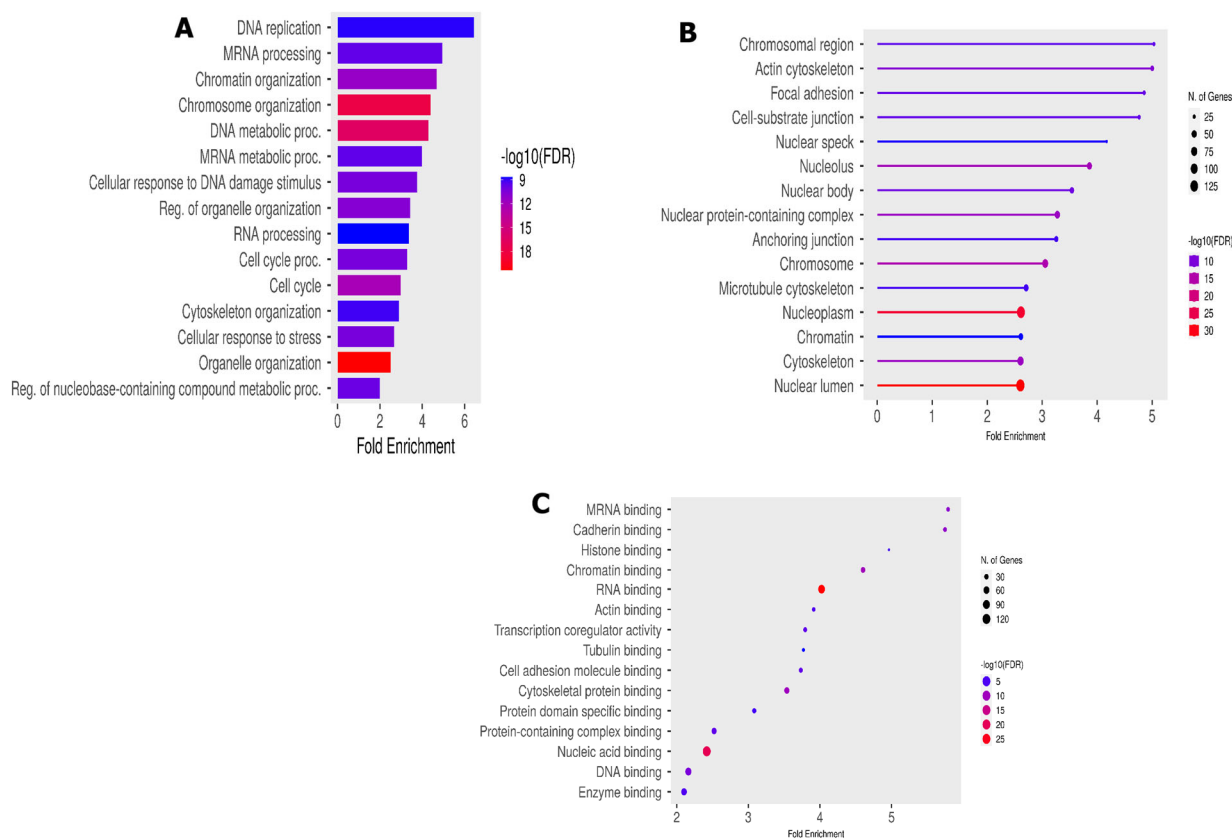 A
DNA replication
MRNA processing
Chromatin organization
Chromosome organization
DNA metabolic proc.
MRNA metabolic proc.
Cellular response to DNA damage stimulus
Reg. of organelle organization
RNA processing
Cell cycle proc.
Cell cycle
Cytoskeleton organization
Cellular response to stress
Organelle organization
Reg. of nucleobase-containing compound metabolic proc.
0 2 4 6
Fold Enrichment
-log10(FDR)
9
12
15
18
B
Chromosomal region
Actin cytoskeleton
Focal adhesion
Cell-substrate junction
Nuclear speck
Nucleolus
Nuclear body
Nuclear protein-containing complex
Anchoring junction
Chromosome
Microtubule cytoskeleton
Nucleoplasm
Chromatin
Cytoskeleton
Nuclear lumen
0 1 2 3 4 5
Fold Enrichment
N. of Genes
25
50
75
100
125
-log10(FDR)
10
15
20
25
30
C
MRNA binding
Cadherin binding
Histone binding
Chromatin binding
RNA binding
Actin binding
Transcription coregulator activity
Tubulin binding
Cell adhesion molecule binding
Cytoskeletal protein binding
Protein domain specific binding
Protein-containing complex binding
Nucleic acid binding
DNA binding
Enzyme binding
2 3 4 5
Fold Enrichment
N. of Genes
30
60
90
120
-log10(FDR)
5
10
15
20
25